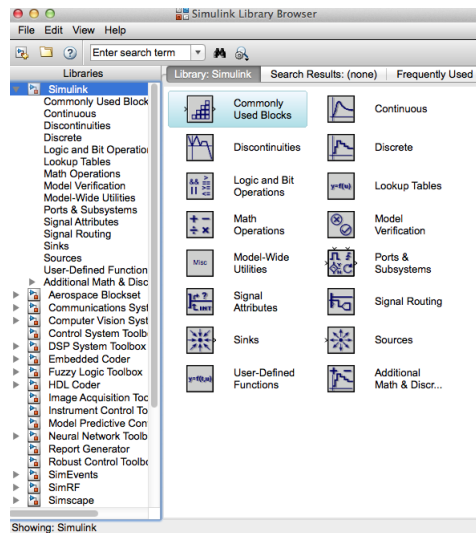 Simulink Library Browser
File Edit View Help
Enter search term
Libraries
Library: Simulink Search Results: (none) Frequently Used
Simulink
Commonly Used Block
Continuous
Discontinuities
Discrete
Logic and Bit Operation
Lookup Tables
Math Operations
Model Verification
Model-Wide Utilities
Ports & Subsystems
Signal Attributes
Signal Routing
Sinks
Sources
User-Defined Function
Additional Math & Disc
Aerospace Blockset
Communications Syst
Computer Vision Syst
Control System Toolb
DSP System Toolbox
Embedded Coder
Fuzzy Logic Toolbox
HDL Coder
Image Acquisition Too
Instrument Control To
Model Predictive Con
Neural Network Toolb
Report Generator
Robust Control Toolbo
SimEvents
SimRF
Simscape
Commonly
Used Blocks
Continuous
Discontinuities
Discrete
Logic and Bit
Operations
y=f(u)
Lookup Tables
Math
Operations
Model
Verification
Misc
Model-Wide
Utilities
Ports &
Subsystems
Signal
Attributes
Signal Routing
Sinks
Sources
y=f(t,u)
User-Defined
Functions
Additional
Math & Discr...
Showing: Simulink